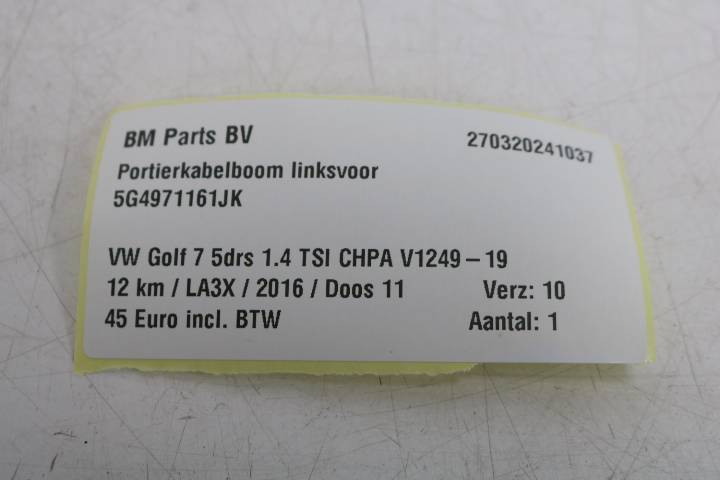 BM Parts BV 270320241037
Portierkabelboom linksvoor
5G4971161JK
VW Golf 7 5drs 1.4 TSI CHPA V1249 – 19
12 km / LA3X / 2016 / Doos 11 Verz: 10
45 Euro incl. BTW Aantal: 1